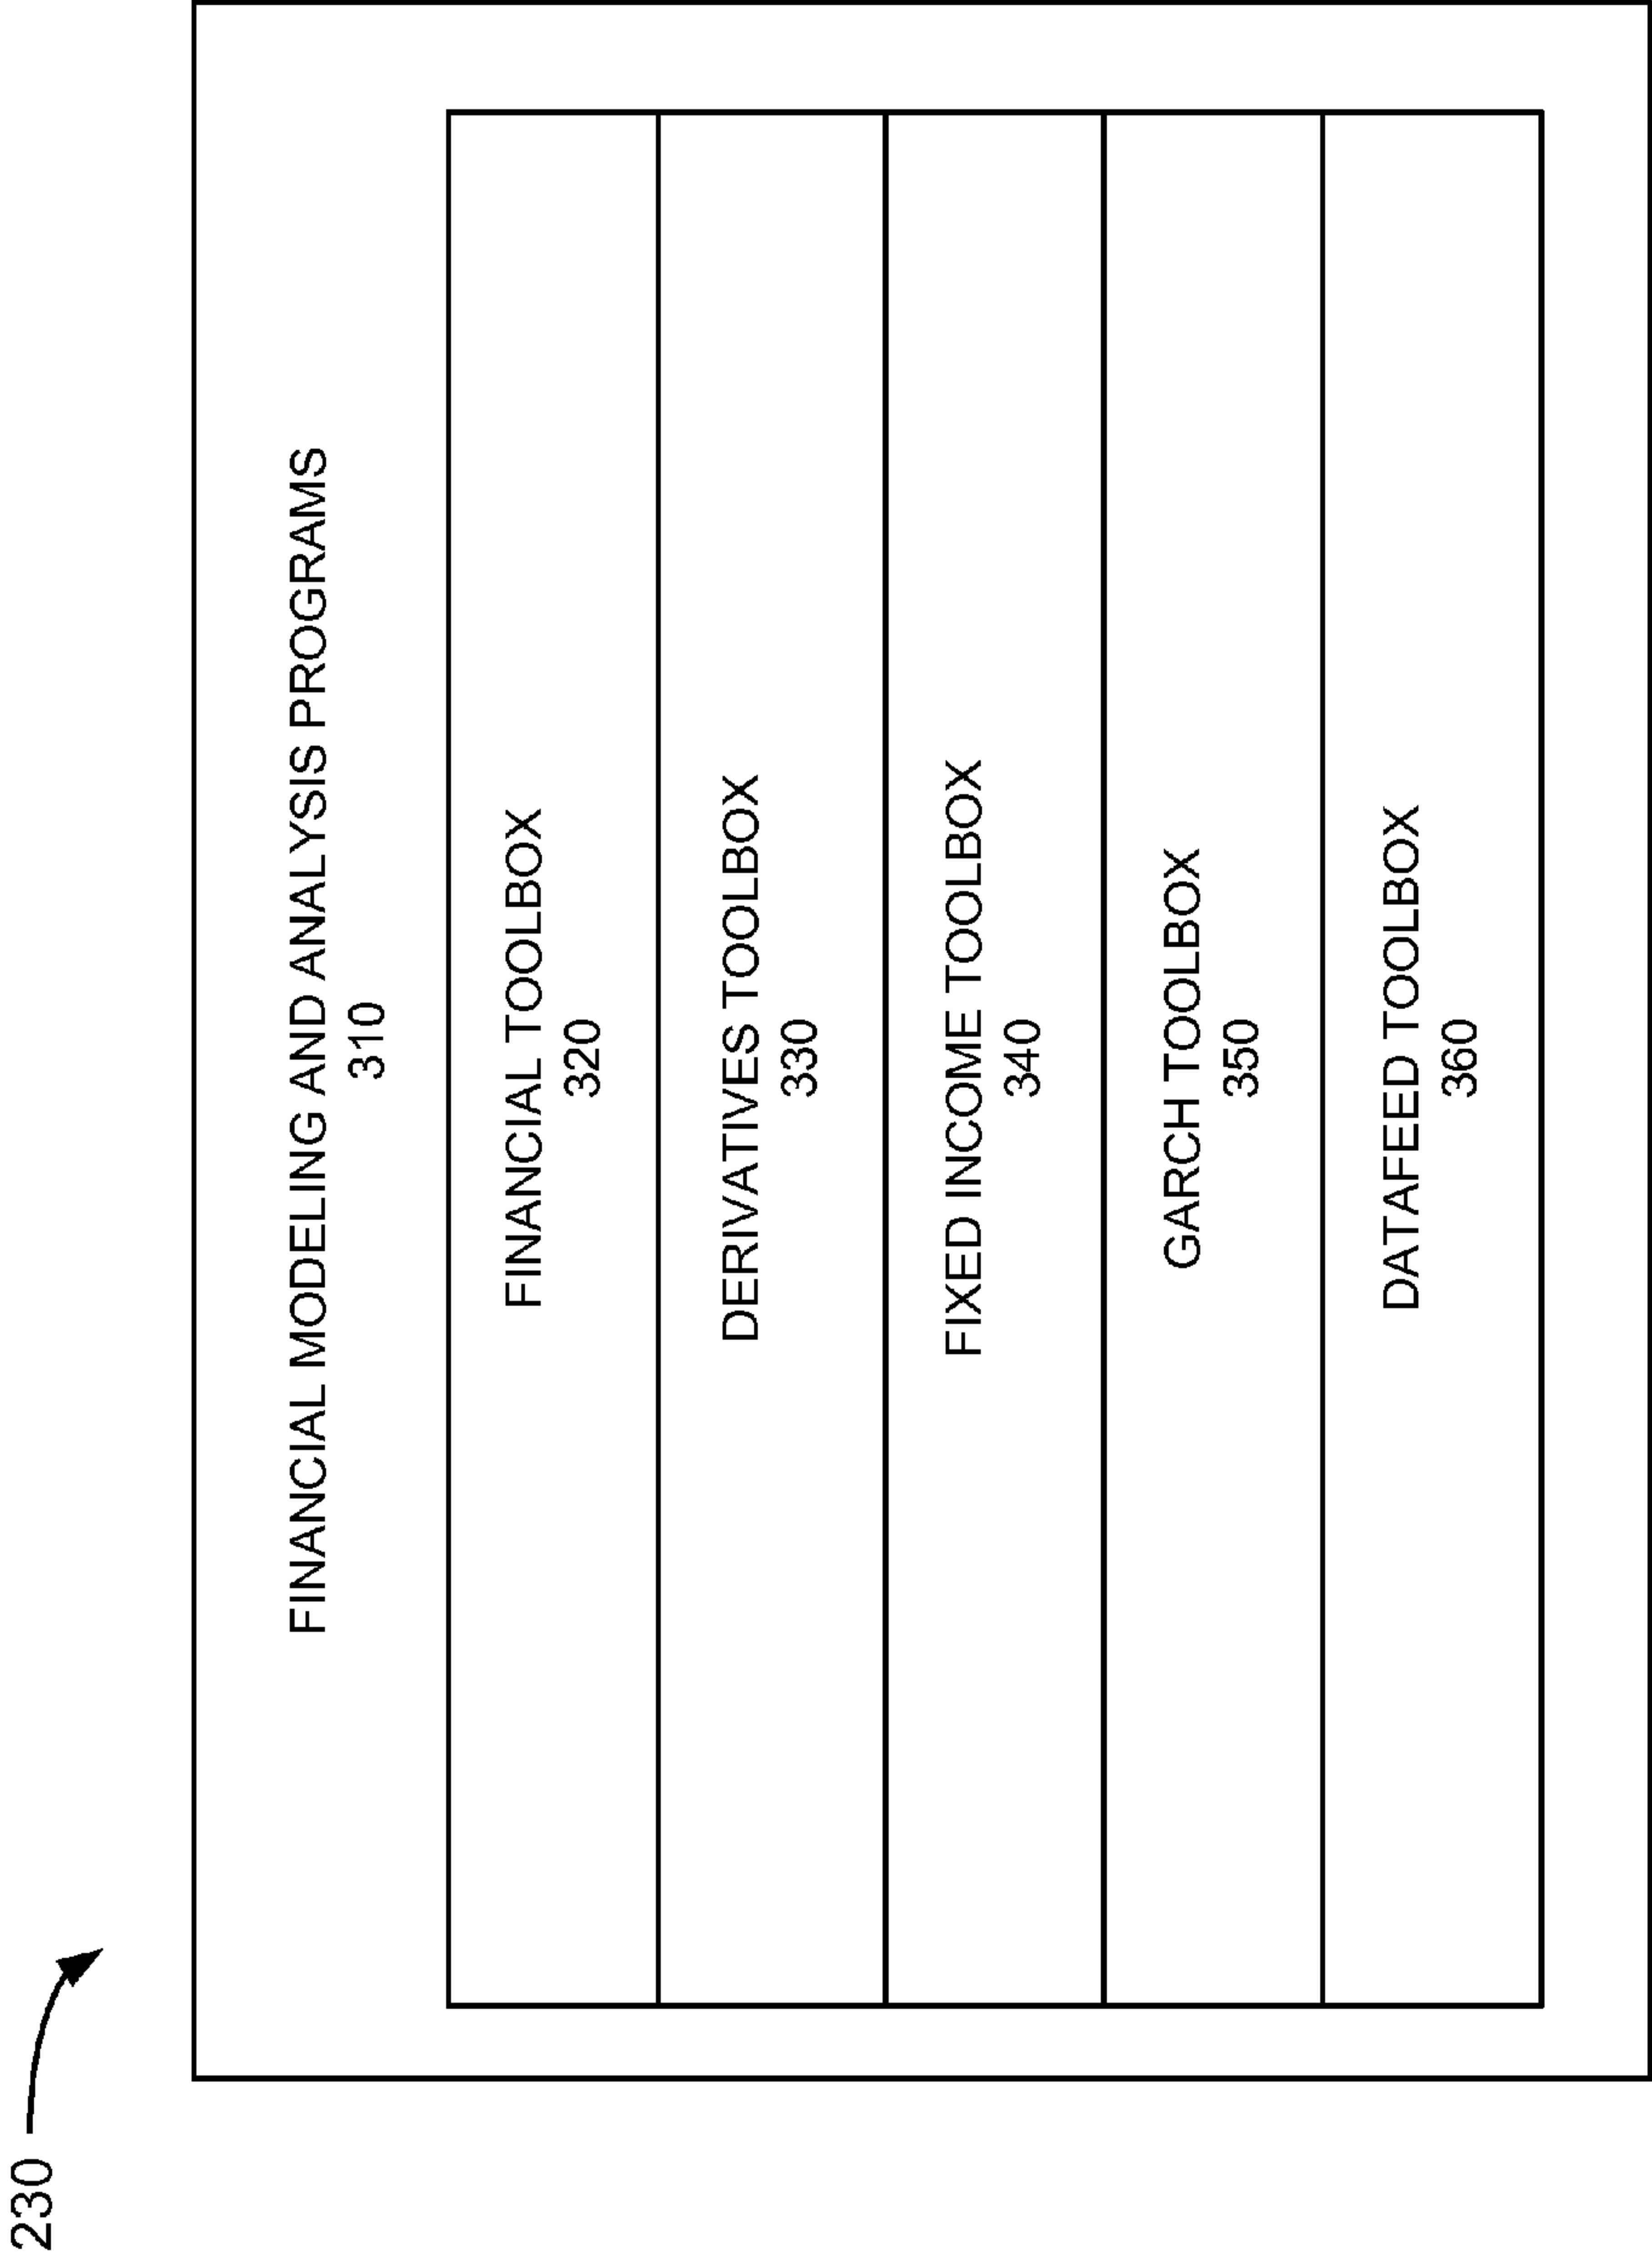 230
FINANCIAL MODELING AND ANALYSIS PROGRAMS
310
FINANCIAL TOOLBOX
320
DERIVATIVES TOOLBOX
330
FIXED INCOME TOOLBOX
340
GARCH TOOLBOX
350
DATAFEED TOOLBOX
360